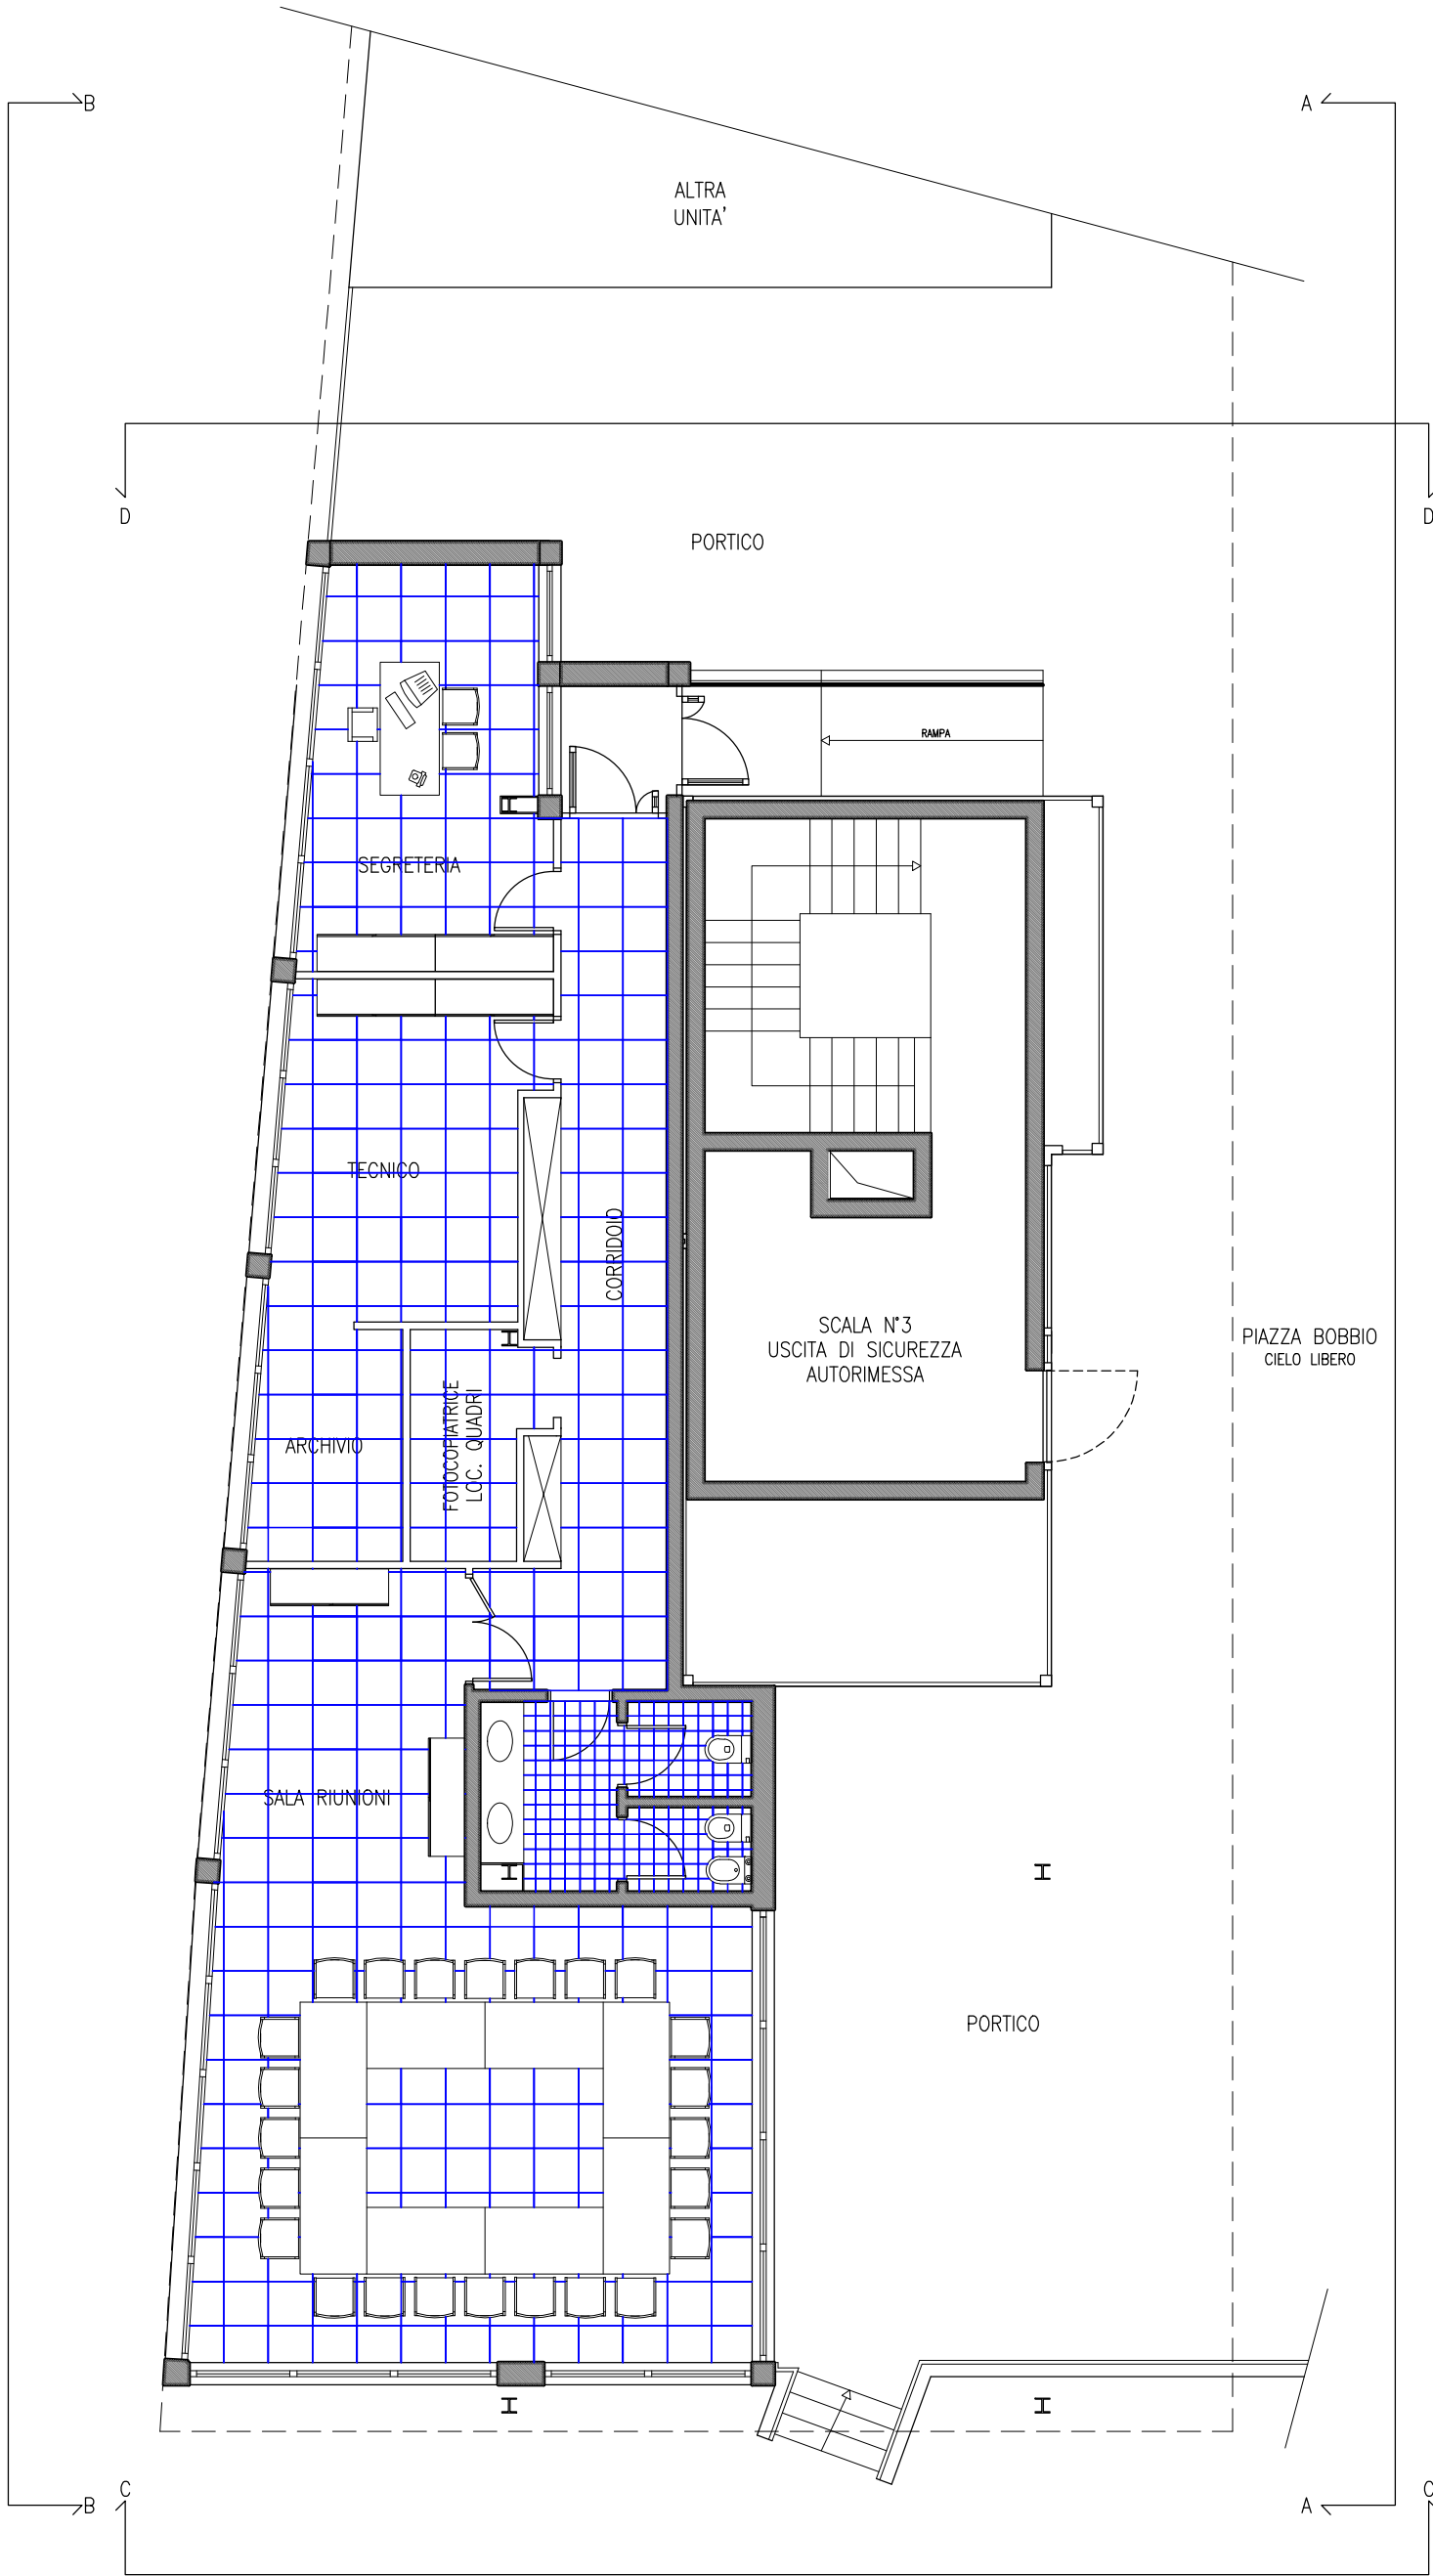 B
A
ALTRA
UNITA'
D
D
PORTICO
RAMPA
SEGRETERIA
TECNICO
CORRIDOIO
SCALA N°3
USCITA DI SICUREZZA
AUTORIMESSA
PIAZZA BOBBIO
CIELO LIBERO
ARCHIVIO
FOTOCOPIATRICE
LOC. QUADRI
SALA RIUNIONI
PORTICO
C
C
B
A